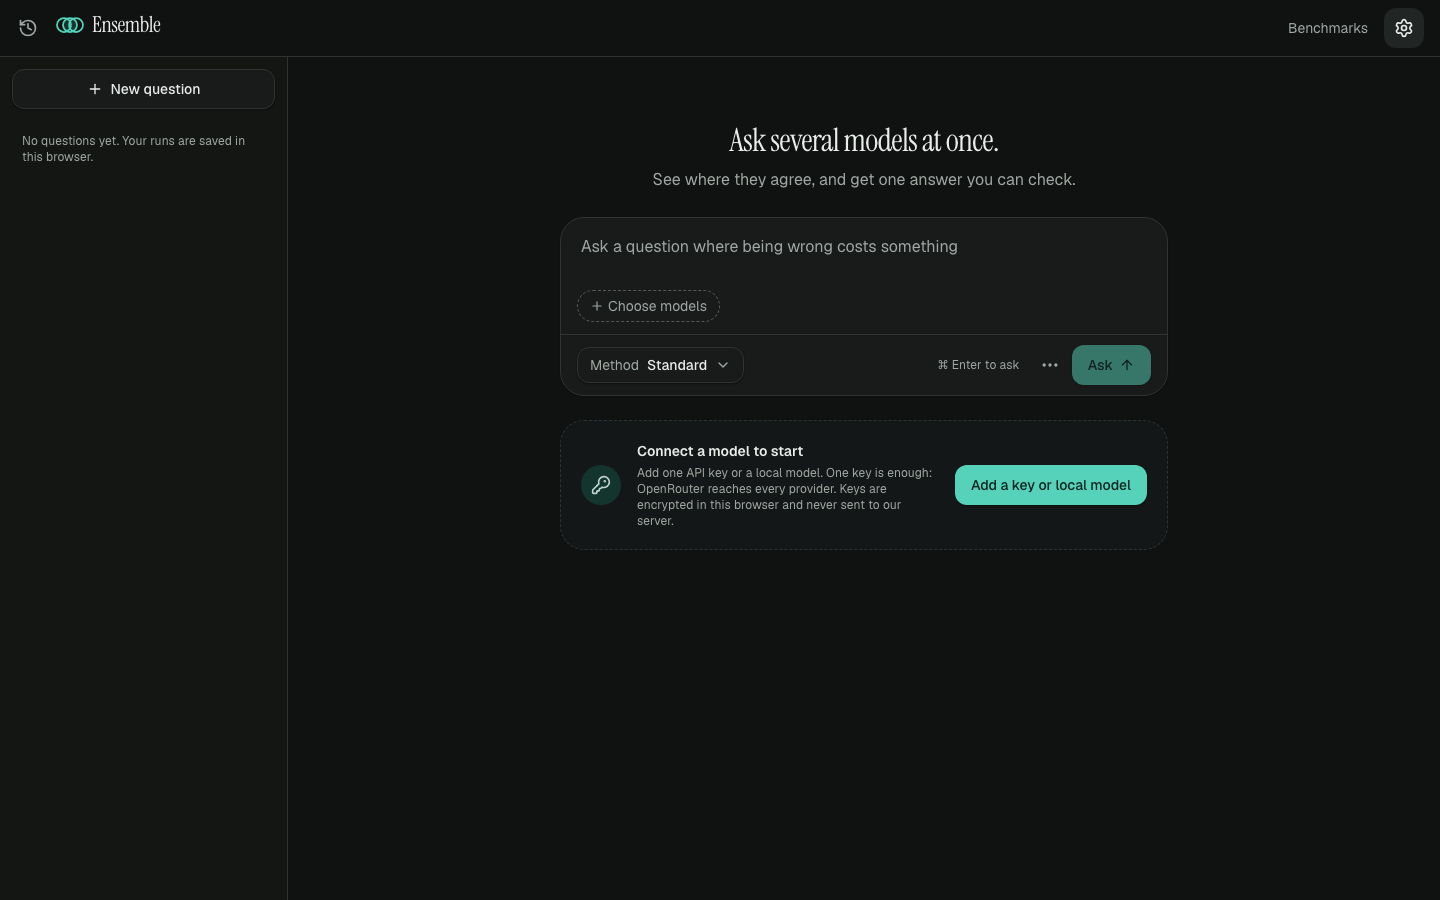 Ensemble
Benchmarks
New question
No questions yet. Your runs are saved in
this browser.
Ask several models at once.
See where they agree, and get one answer you can check.
Ask a question where being wrong costs something
+ Choose models
Method Standard
⌘ Enter to ask
Ask
Connect a model to start
Add one API key or a local model. One key is enough:
OpenRouter reaches every provider. Keys are
encrypted in this browser and never sent to our
server.
Add a key or local model